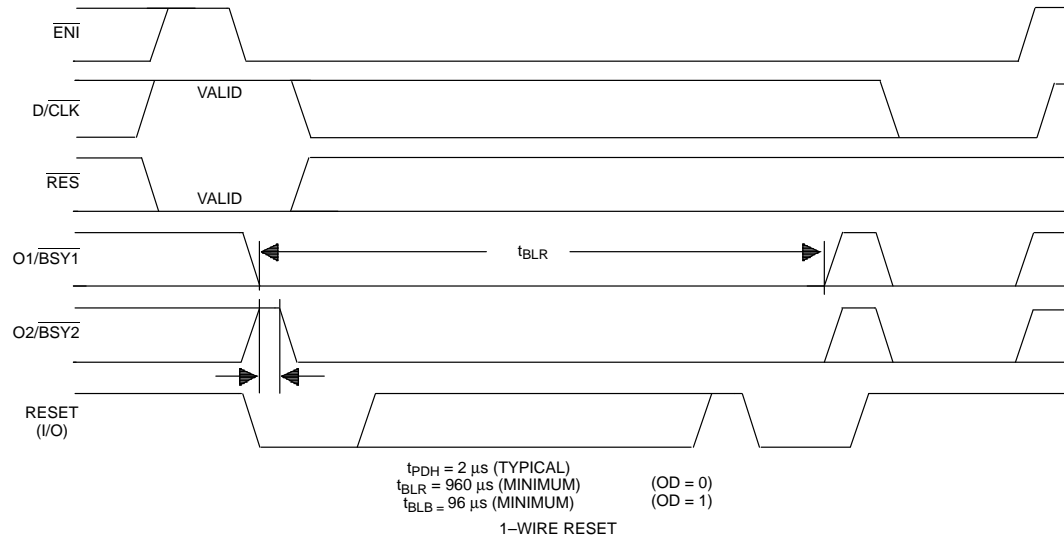 ENI
D/CLK
VALID
RES
VALID
O1/BSY1
tBLR
O2/BSY2
RESET
(I/O)
tPDH = 2 μs (TYPICAL)
tBLR = 960 μs (MINIMUM) (OD = 0)
tBLB = 96 μs (MINIMUM) (OD = 1)
1–WIRE RESET